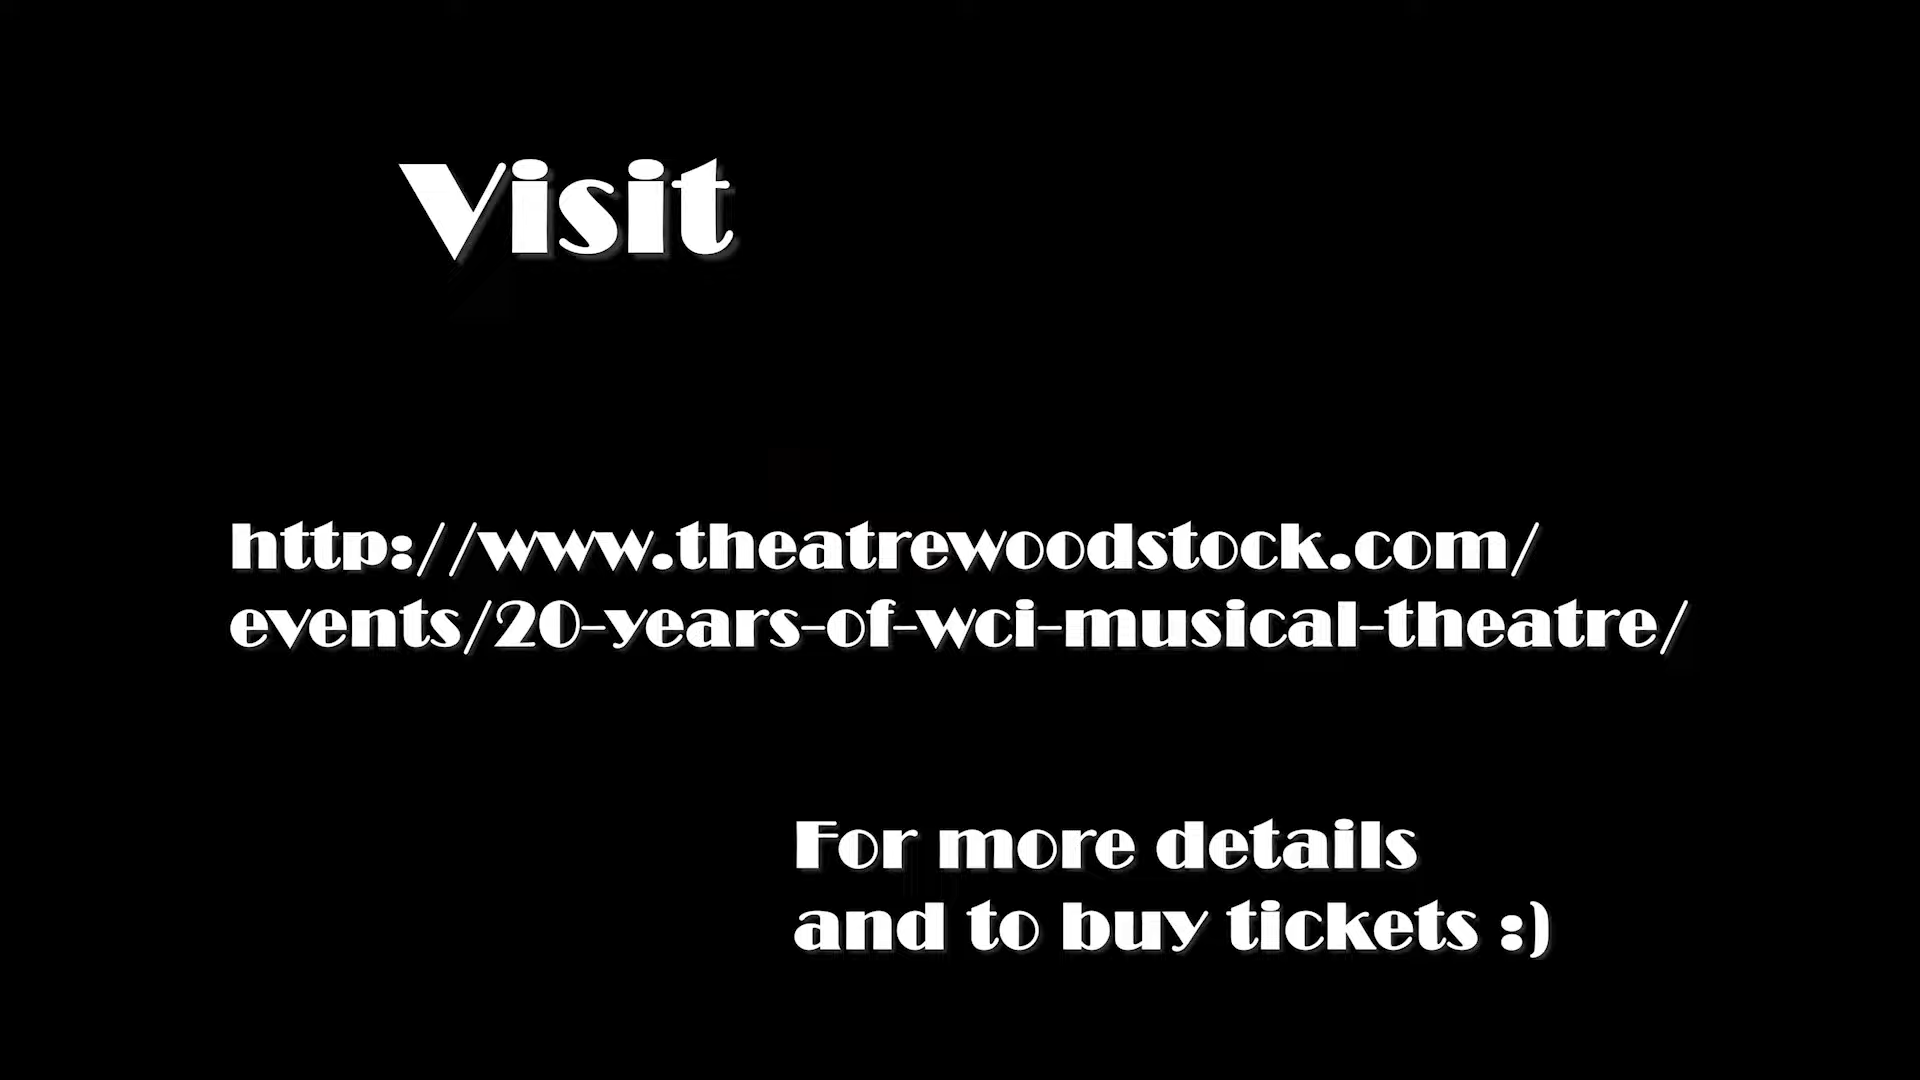 Visit
http://www.theatrewoodstock.com/
events/20-years-of-wci-musical-theatre/
For more details
and to buy tickets :)